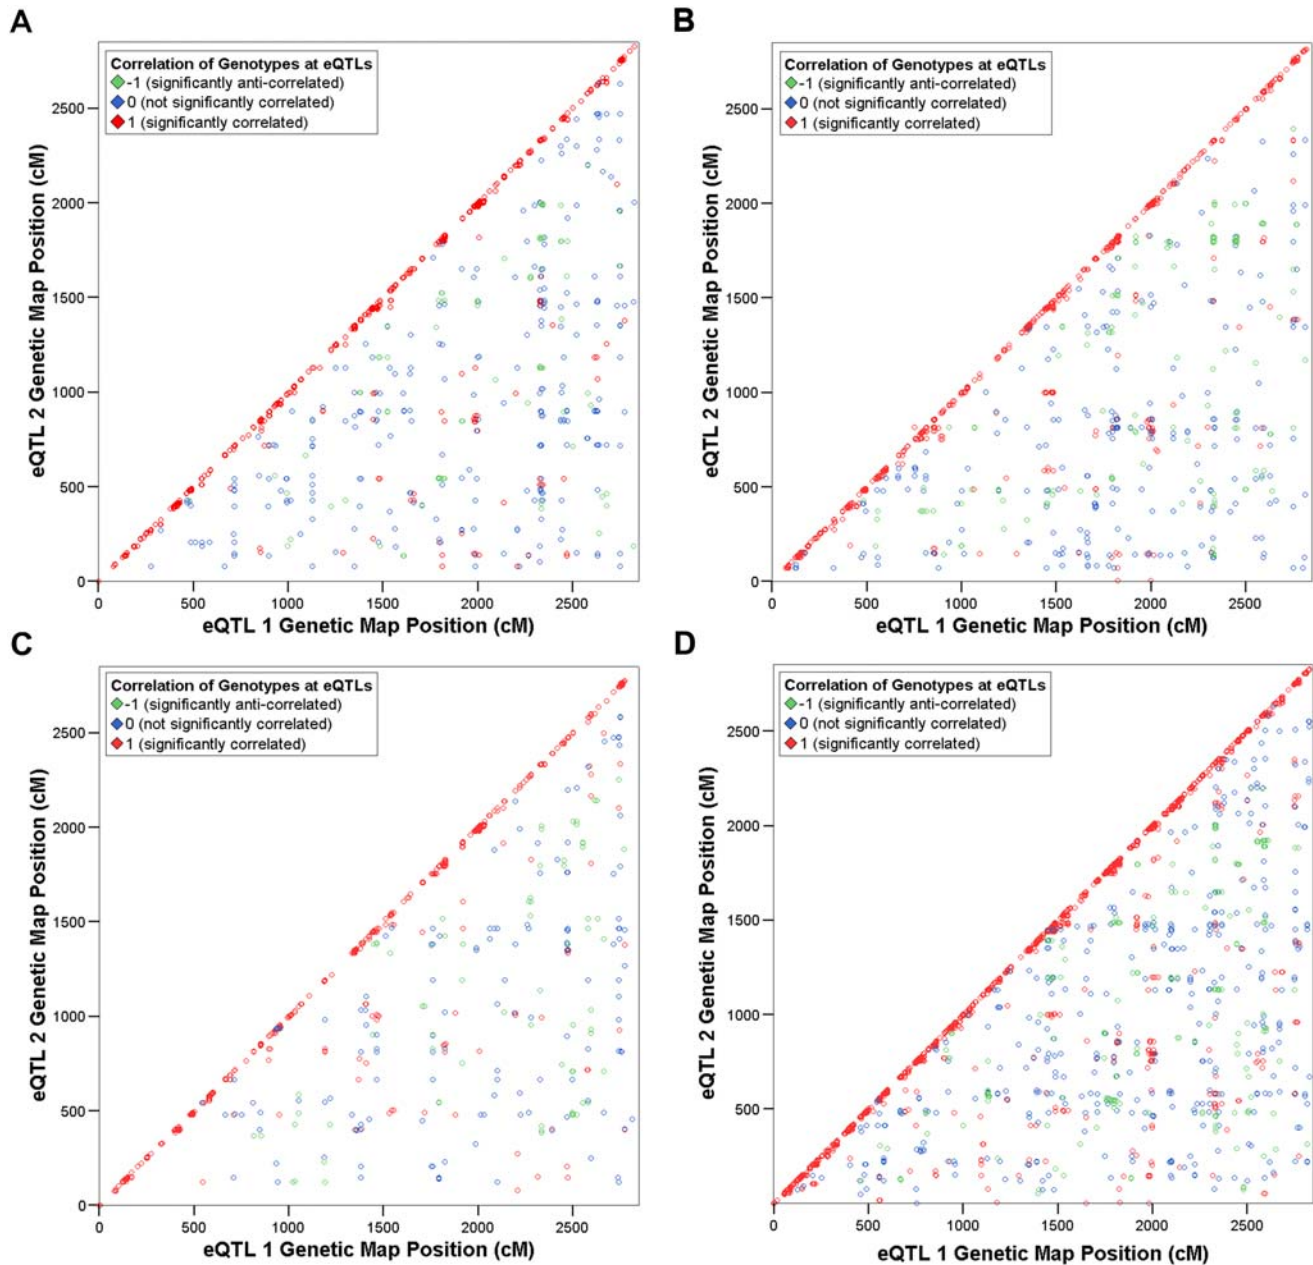 A
Correlation of Genotypes at eQTLs
-1 (significantly anti-correlated)
0 (not significantly correlated)
1 (significantly correlated)
eQTL 2 Genetic Map Position (cM)
2500
2000
1500
1000
500
0
0 500 1000 1500 2000 2500
eQTL 1 Genetic Map Position (cM)
B
Correlation of Genotypes at eQTLs
-1 (significantly anti-correlated)
0 (not significantly correlated)
1 (significantly correlated)
eQTL 2 Genetic Map Position (cM)
2500
2000
1500
1000
500
0
0 500 1000 1500 2000 2500
eQTL 1 Genetic Map Position (cM)
C
Correlation of Genotypes at eQTLs
-1 (significantly anti-correlated)
0 (not significantly correlated)
1 (significantly correlated)
eQTL 2 Genetic Map Position (cM)
2500
2000
1500
1000
500
0
0 500 1000 1500 2000 2500
eQTL 1 Genetic Map Position (cM)
D
Correlation of Genotypes at eQTLs
-1 (significantly anti-correlated)
0 (not significantly correlated)
1 (significantly correlated)
eQTL 2 Genetic Map Position (cM)
2500
2000
1500
1000
500
0 500 1000 1500 2000 2500
eQTL 1 Genetic Map Position (cM)